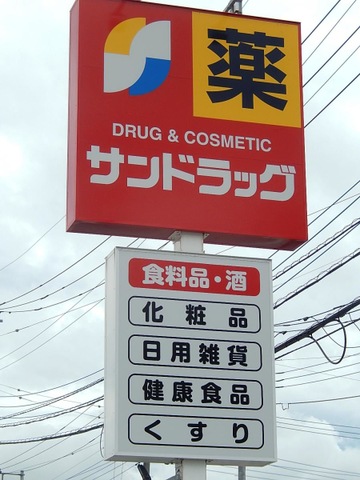 薬
DRUG & COSMETIC
サンドラッグ
食料品・酒
化粧品
日用雑貨
健康食品
くすり